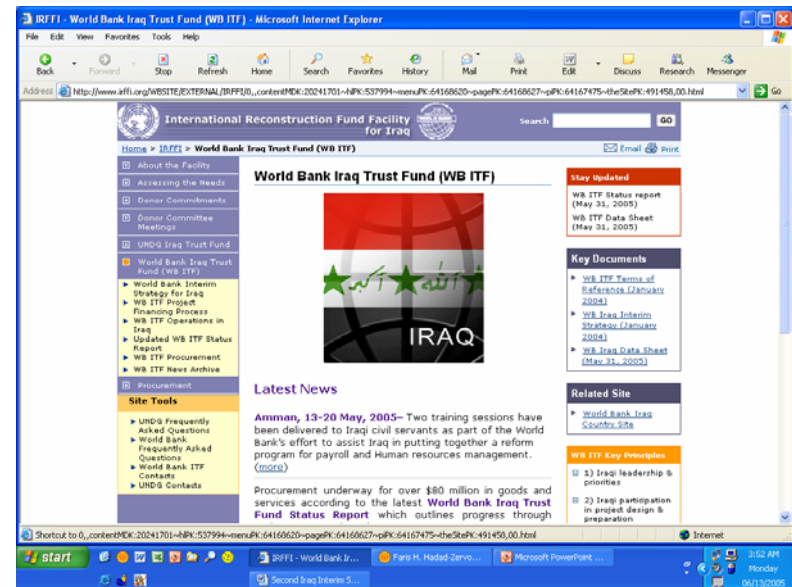 IRFFI - World Bank Iraq Trust Fund (WB ITF) - Microsoft Internet Explorer
File Edit View Favorites Tools Help
Back Forward Stop Refresh Home Search Favorites History Mail Print Edit Discuss Research Messenger
Address http://www.irffi.org/WBSITE/EXTERNAL/IRFFI/0,,contentMDK:20241701~hlPK:537994~menuPK:64168620~pagePK:64168627~piPK:64167475~theSitePK:491458,00.html Go
International Reconstruction Fund Facility
for Iraq
Search GO
Home > IRFFI > World Bank Iraq Trust Fund (WB ITF)
Email Print
About the Facility
Assessing the Needs
Donor Commitments
Donor Committee
Meetings
UNDG Iraq Trust Fund
World Bank Iraq Trust
Fund (WB ITF)
World Bank Interim
Strategy for Iraq
WB ITF Project
Financing Process
WB ITF Operations in
Iraq
Updated WB ITF Status
Report
WB ITF Procurement
WB ITF News Archive
Procurement
Site Tools
UNDG Frequently
Asked Questions
World Bank
Frequently Asked
Questions
World Bank ITF
Contacts
UNDG Contacts
World Bank Iraq Trust Fund (WB ITF)
الله اكبر
IRAQ
Latest News
Amman, 13-20 May, 2005– Two training sessions have
been delivered to Iraqi civil servants as part of the World
Bank's effort to assist Iraq in putting together a reform
program for payroll and Human resources management.
(more)
Procurement underway for over $80 million in goods and
services according to the latest World Bank Iraq Trust
Fund Status Report which outlines progress through
Stay Updated
WB ITF Status report
(May 31, 2005)
WB ITF Data Sheet
(May 31, 2005)
Key Documents
WB ITF Terms of
Reference (January
2004)
WB Iraq Interim
Strategy (January
2004)
WB Iraq Data Sheet
(May 31, 2005)
Related Site
World Bank Iraq
Country Site
WB ITF Key Principles
1) Iraqi leadership &
priorities
2) Iraqi participation
in project design &
preparation
Shortcut to 0,,contentMDK:20241701~hlPK:537994~menuPK:64168620~pagePK:64168627~piPK:64167475~theSitePK:491458,00.html
Internet
start
IRFFI - World Bank Ir...
Faris H. Hadad-Zervo...
Microsoft PowerPoint ...
Second Iraq Interim S...
3:52 AM
Monday
06/13/2005